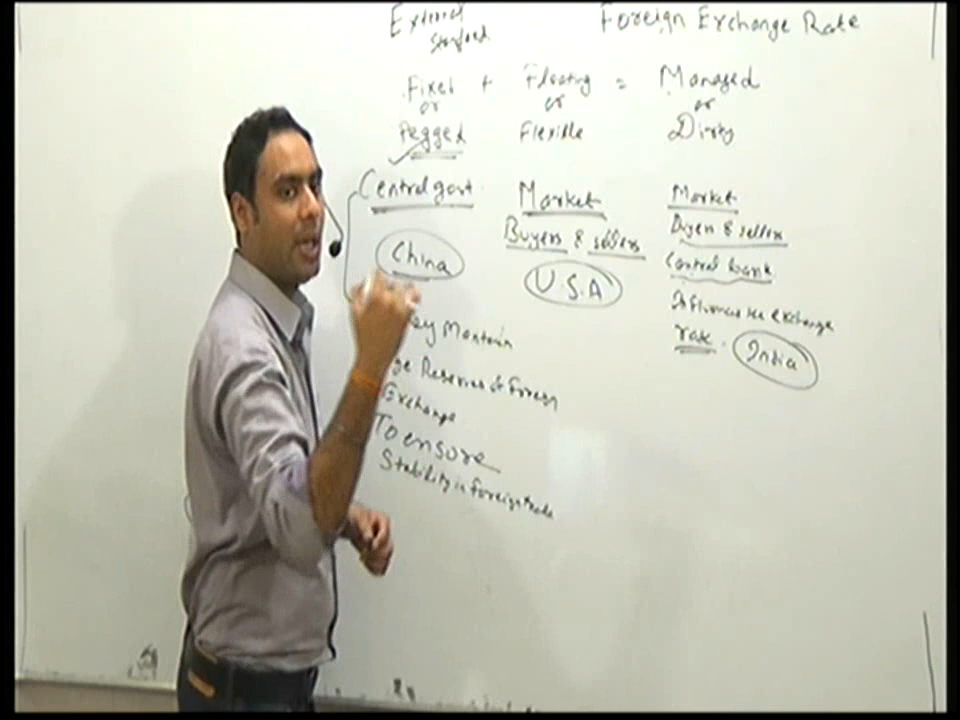 External Foreign Exchange Rate
Fixed + Floating = Managed
or or or
Pegged Flexible Dirty
Central govt. Market Market
Buyers & sellers Buyers & sellers
China U.S.A Central bank
Influences the exchange
rate. India
Maintain
Reserves of Foreign
Exchange
To ensure
Stability in foreign trade